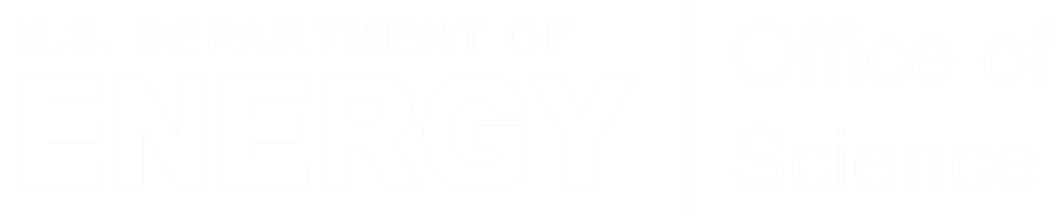 U.S. DEPARTMENT OF
ENERGY
Office of
Science